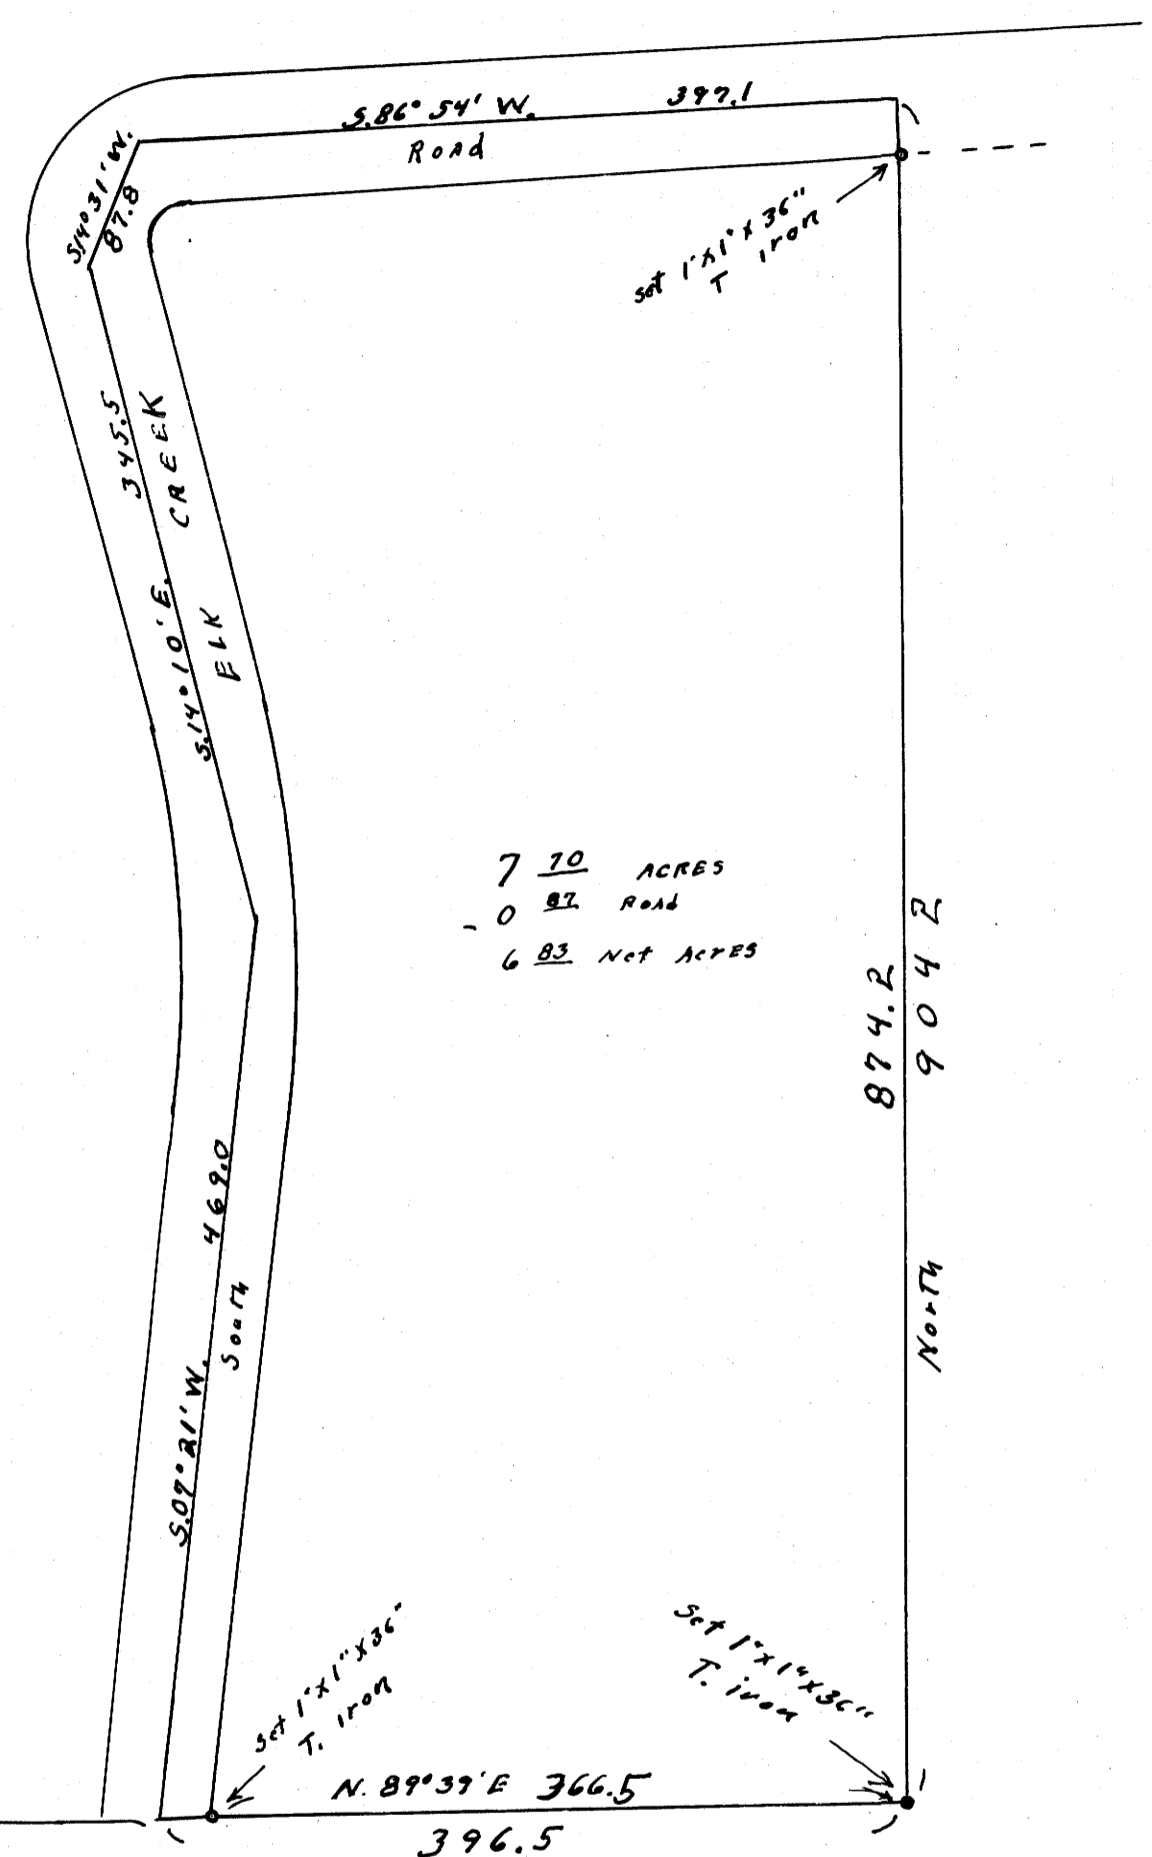 S.86° 54' W. 397.1
Road
S14°31' W.
87.8
set 1"x1"x36"
T iron
345.5
S.14°10' E.
ELK CREEK
7 70 ACRES
- 0 87 Road
6 83 Net Acres
874.2
9042
North
469.0
S.07°21' W.
South
set 1"x1"x36"
T. iron
Set 1"x1"x36"
T. iron
N. 89°39' E 366.5
396.5